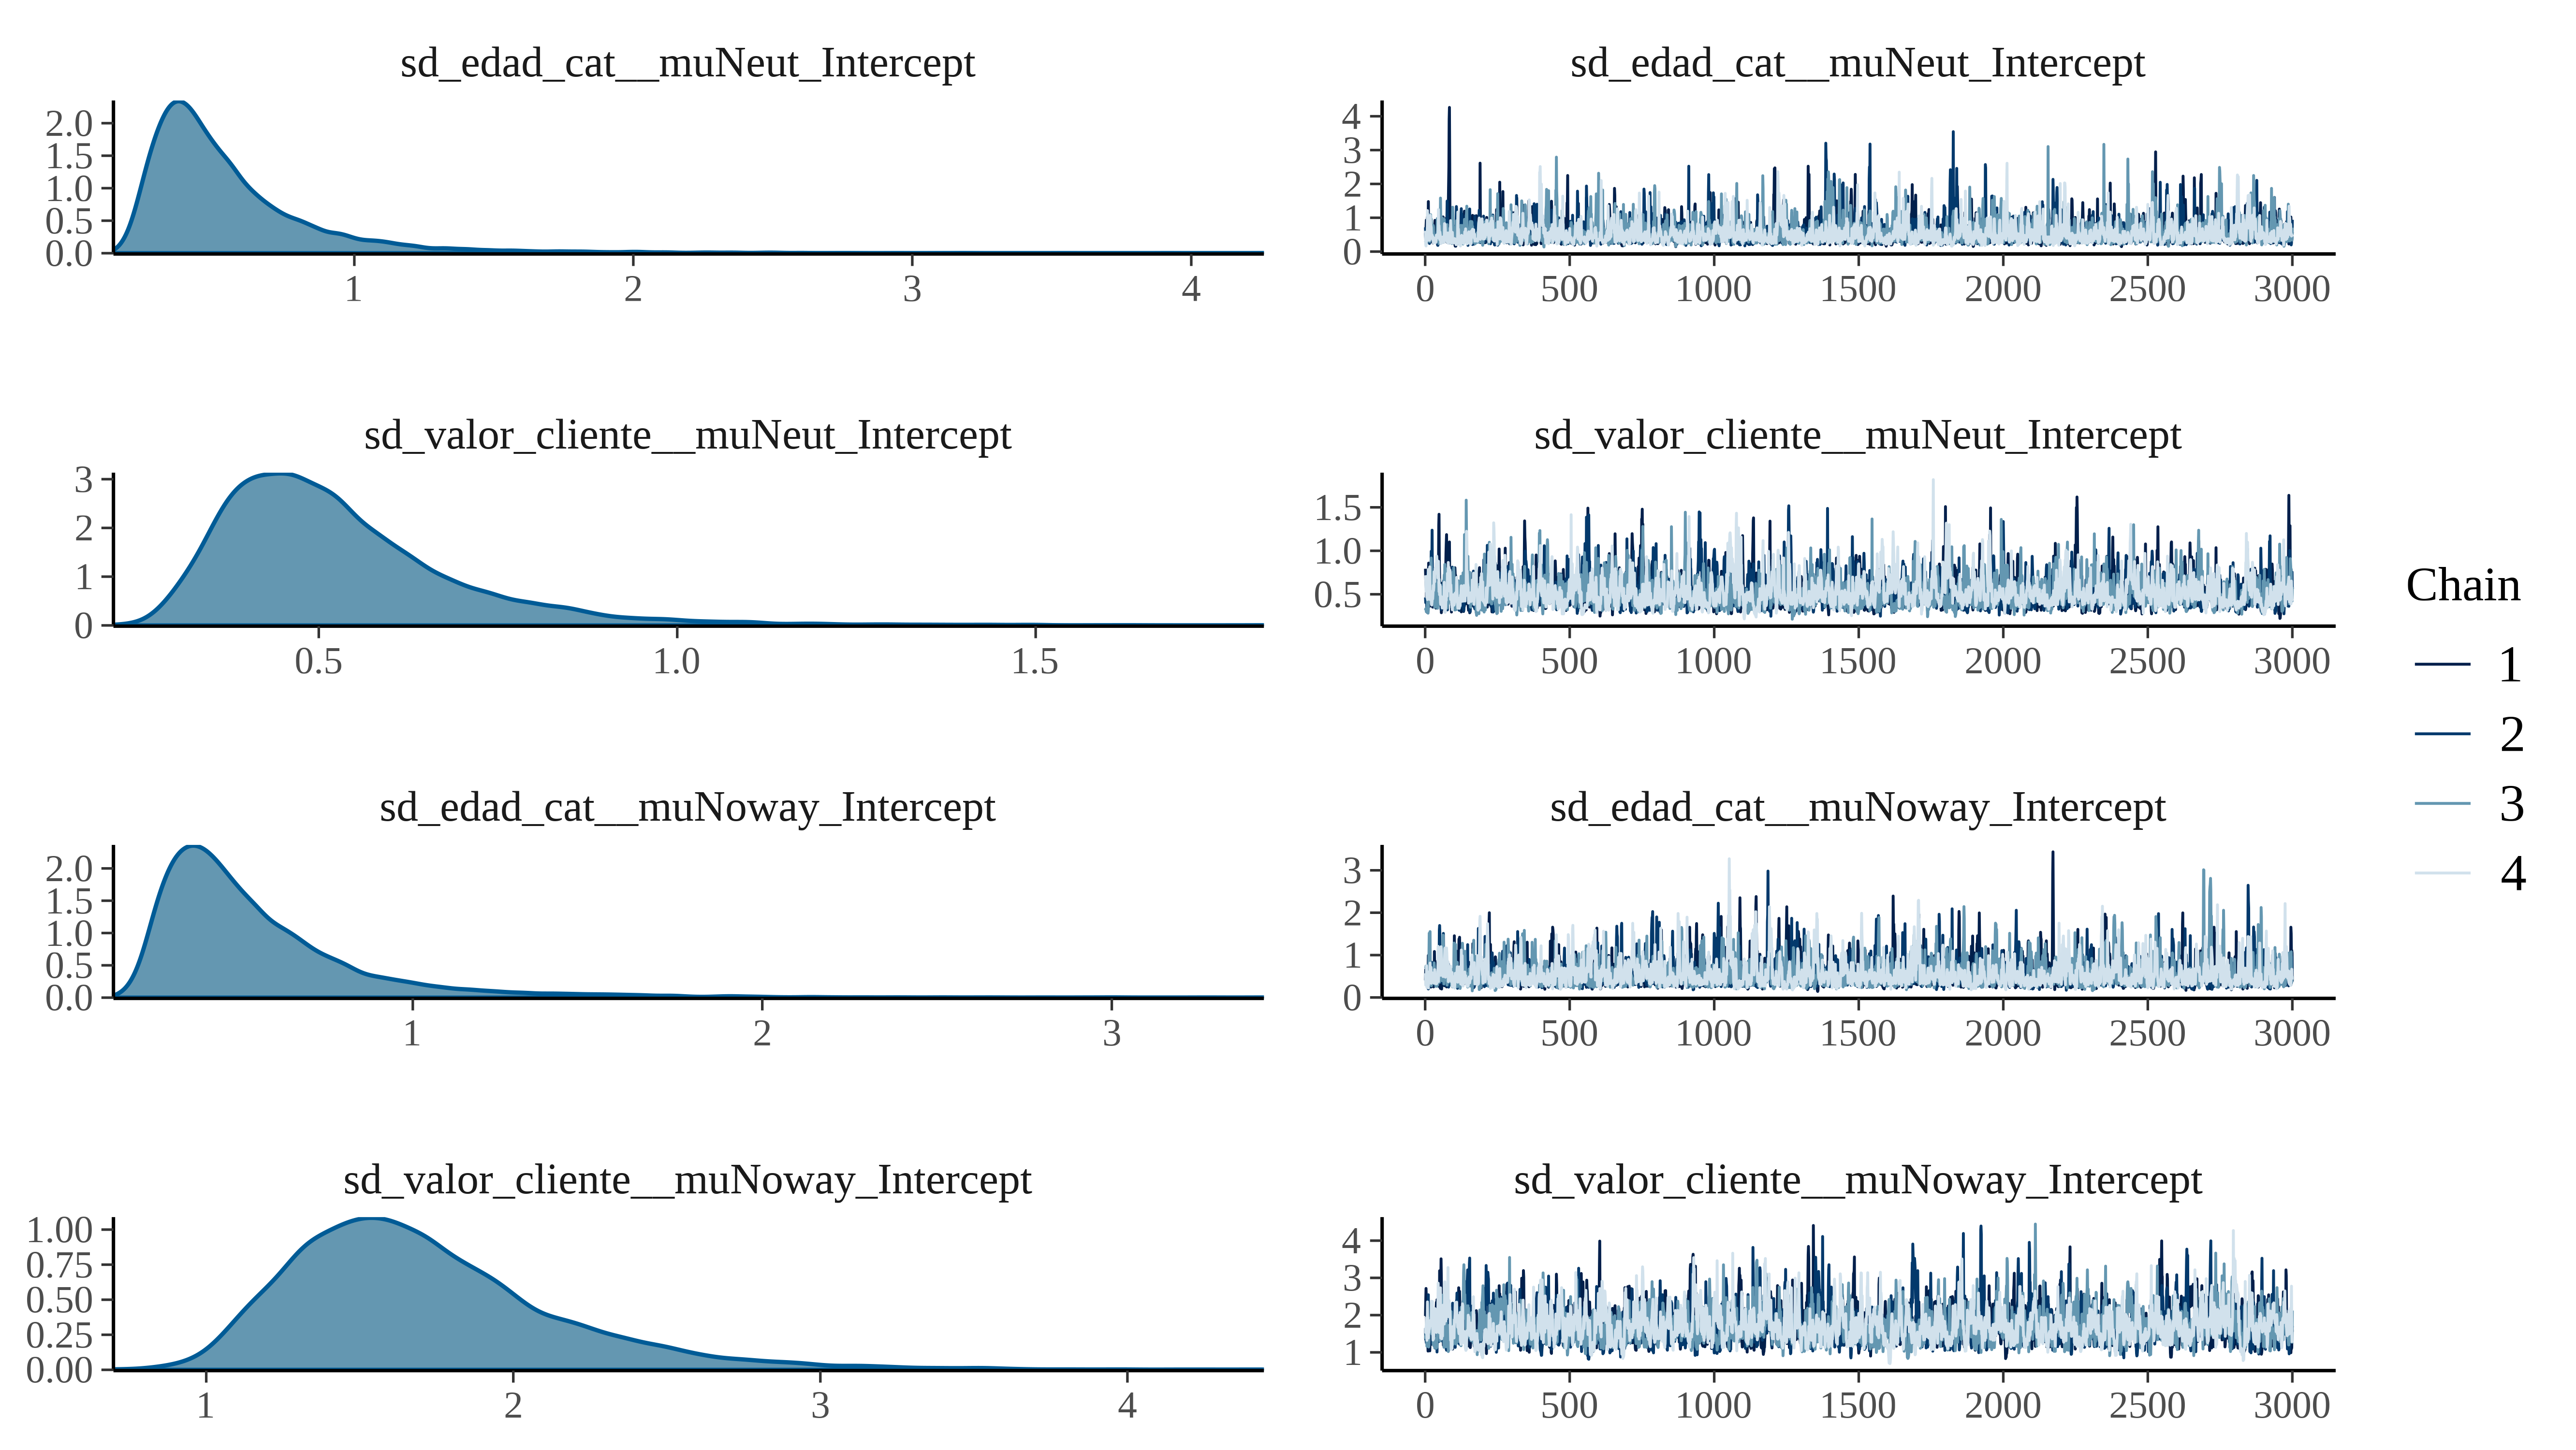 sd_edad_cat__muNeut_Intercept
2.0
1.5
1.0
0.5
0.0
1 2 3 4
sd_edad_cat__muNeut_Intercept
4
3
2
1
0
0 500 1000 1500 2000 2500 3000
sd_valor_cliente__muNeut_Intercept
3
2
1
0
0.5 1.0 1.5
sd_valor_cliente__muNeut_Intercept
1.5
1.0
0.5
0 500 1000 1500 2000 2500 3000
sd_edad_cat__muNoway_Intercept
2.0
1.5
1.0
0.5
0.0
1 2 3
sd_edad_cat__muNoway_Intercept
3
2
1
0
0 500 1000 1500 2000 2500 3000
sd_valor_cliente__muNoway_Intercept
1.00
0.75
0.50
0.25
0.00
1 2 3 4
sd_valor_cliente__muNoway_Intercept
4
3
2
1
0 500 1000 1500 2000 2500 3000
Chain
1
2
3
4